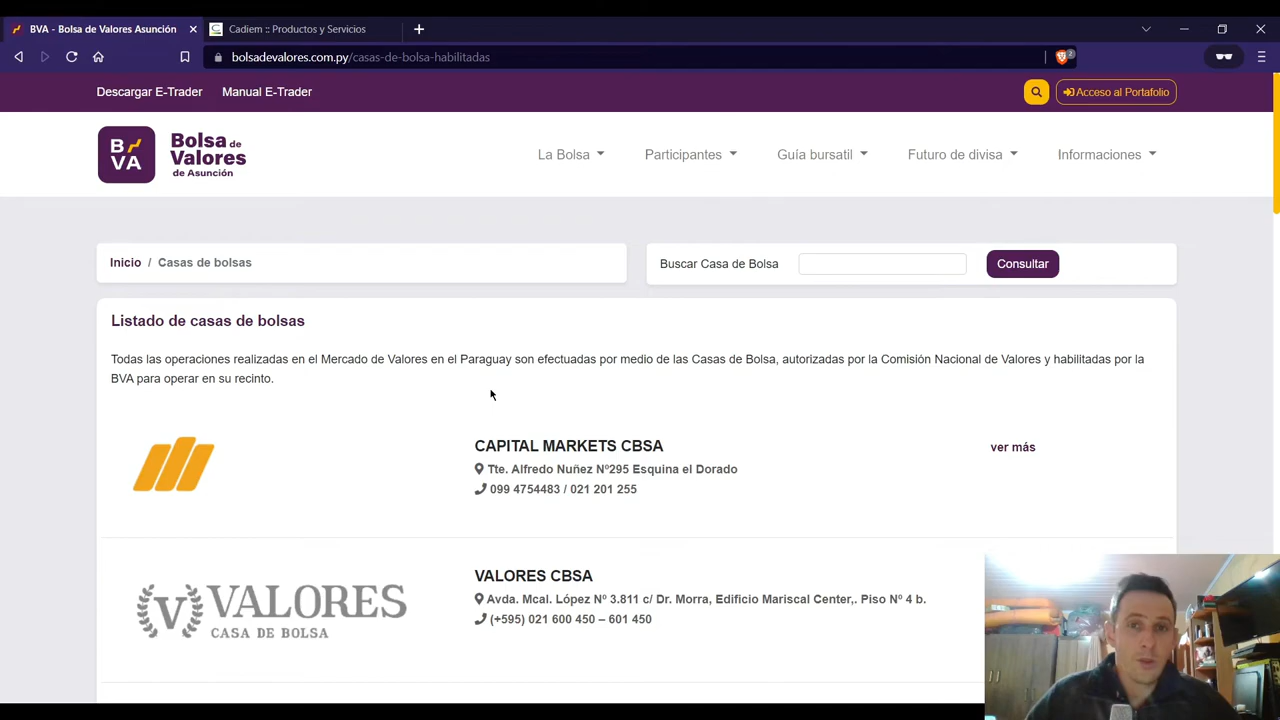 BVA - Bolsa de Valores Asunción
Cadiem :: Productos y Servicios
bolsadevalores.com.py/casas-de-bolsa-habilitadas
2
Descargar E-Trader
Manual E-Trader
Acceso al Portafolio
B VA
Bolsa de
Valores
de Asunción
La Bolsa
Participantes
Guía bursatil
Futuro de divisa
Informaciones
Inicio / Casas de bolsas
Buscar Casa de Bolsa
Consultar
Listado de casas de bolsas
Todas las operaciones realizadas en el Mercado de Valores en el Paraguay son efectuadas por medio de las Casas de Bolsa, autorizadas por la Comisión Nacional de Valores y habilitadas por la
BVA para operar en su recinto.
CAPITAL MARKETS CBSA
ver más
Tte. Alfredo Nuñez Nº295 Esquina el Dorado
099 4754483 / 021 201 255
V VALORES
CASA DE BOLSA
VALORES CBSA
Avda. Mcal. López Nº 3.811 c/ Dr. Morra, Edificio Mariscal Center,. Piso Nº 4 b.
(+595) 021 600 450 – 601 450